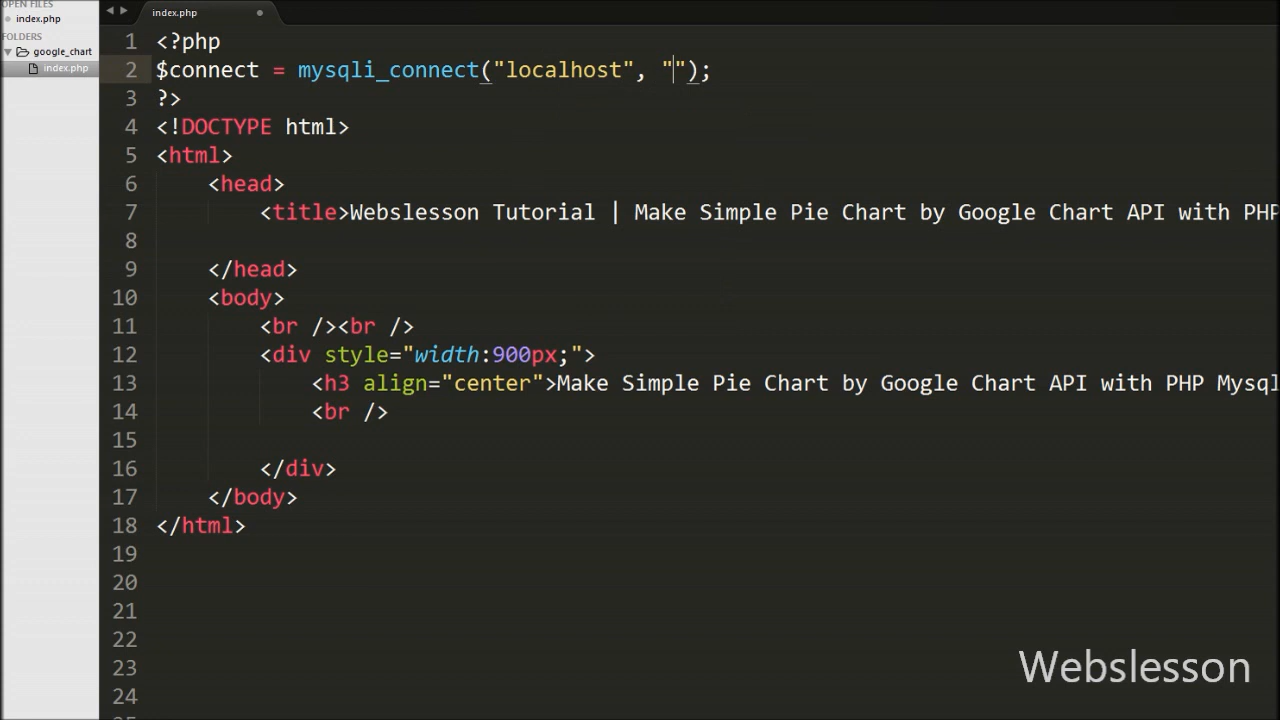 OPEN FILES
index.php
FOLDERS
google_chart
index.php
index.php
1 <?php
2 $connect = mysqli_connect("localhost", "");
3 ?>
4 <!DOCTYPE html>
5 <html>
6 <head>
7 <title>Webslesson Tutorial | Make Simple Pie Chart by Google Chart API with PHP
8
9 </head>
10 <body>
11 <br /><br />
12 <div style="width:900px;">
13 <h3 align="center">Make Simple Pie Chart by Google Chart API with PHP Mysql
14 <br />
15
16 </div>
17 </body>
18 </html>
19
20
21
22
23
24
Webslesson